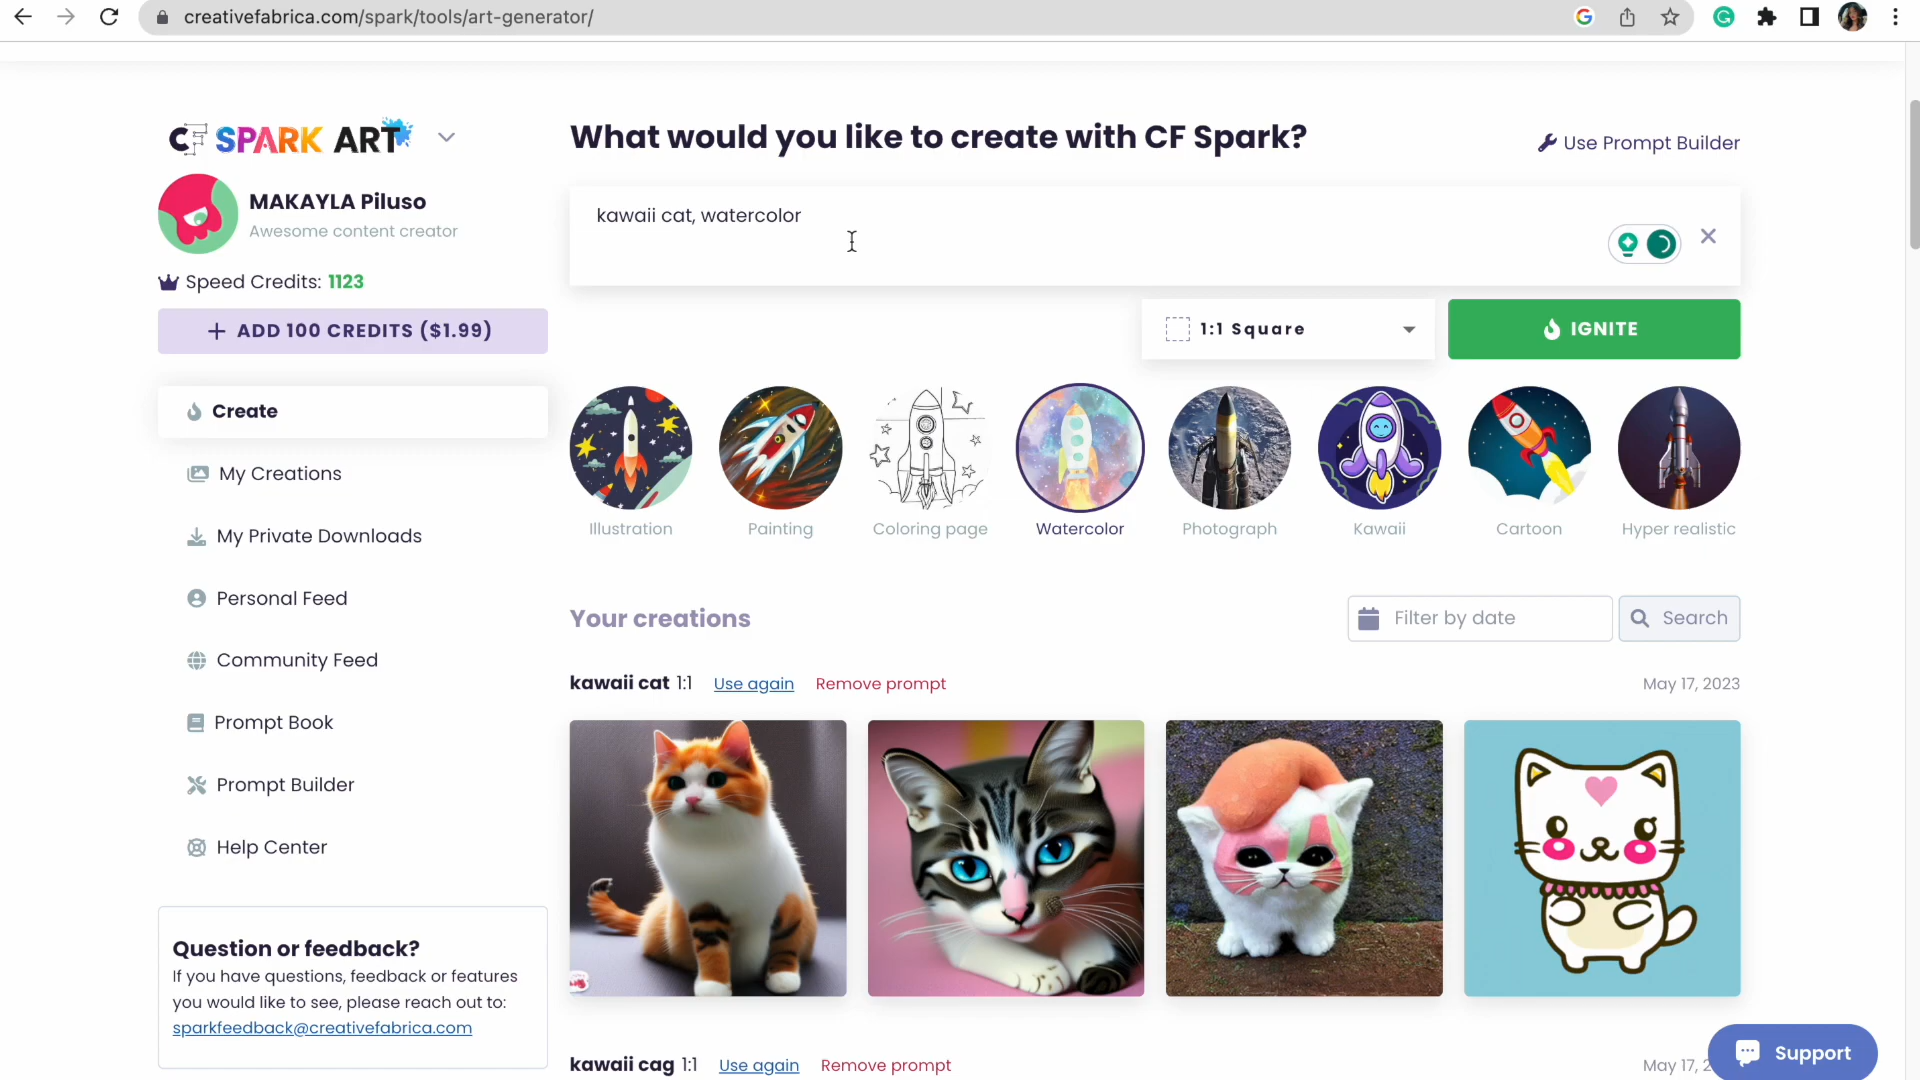 creativefabrica.com/spark/tools/art-generator/
CF SPARK ART
MAKAYLA Piluso
Awesome content creator
Speed Credits: 1123
+ ADD 100 CREDITS ($1.99)
Create
My Creations
My Private Downloads
Personal Feed
Community Feed
Prompt Book
Prompt Builder
Help Center
Question or feedback?
If you have questions, feedback or features
you would like to see, please reach out to:
sparkfeedback@creativefabrica.com
What would you like to create with CF Spark?
Use Prompt Builder
kawaii cat, watercolor
1:1 Square
IGNITE
Illustration
Painting
Coloring page
Watercolor
Photograph
Kawaii
Cartoon
Hyper realistic
Your creations
Filter by date
Search
kawaii cat 1:1 Use again Remove prompt May 17, 2023
kawaii cag 1:1 Use again Remove prompt May 17, 2
Support